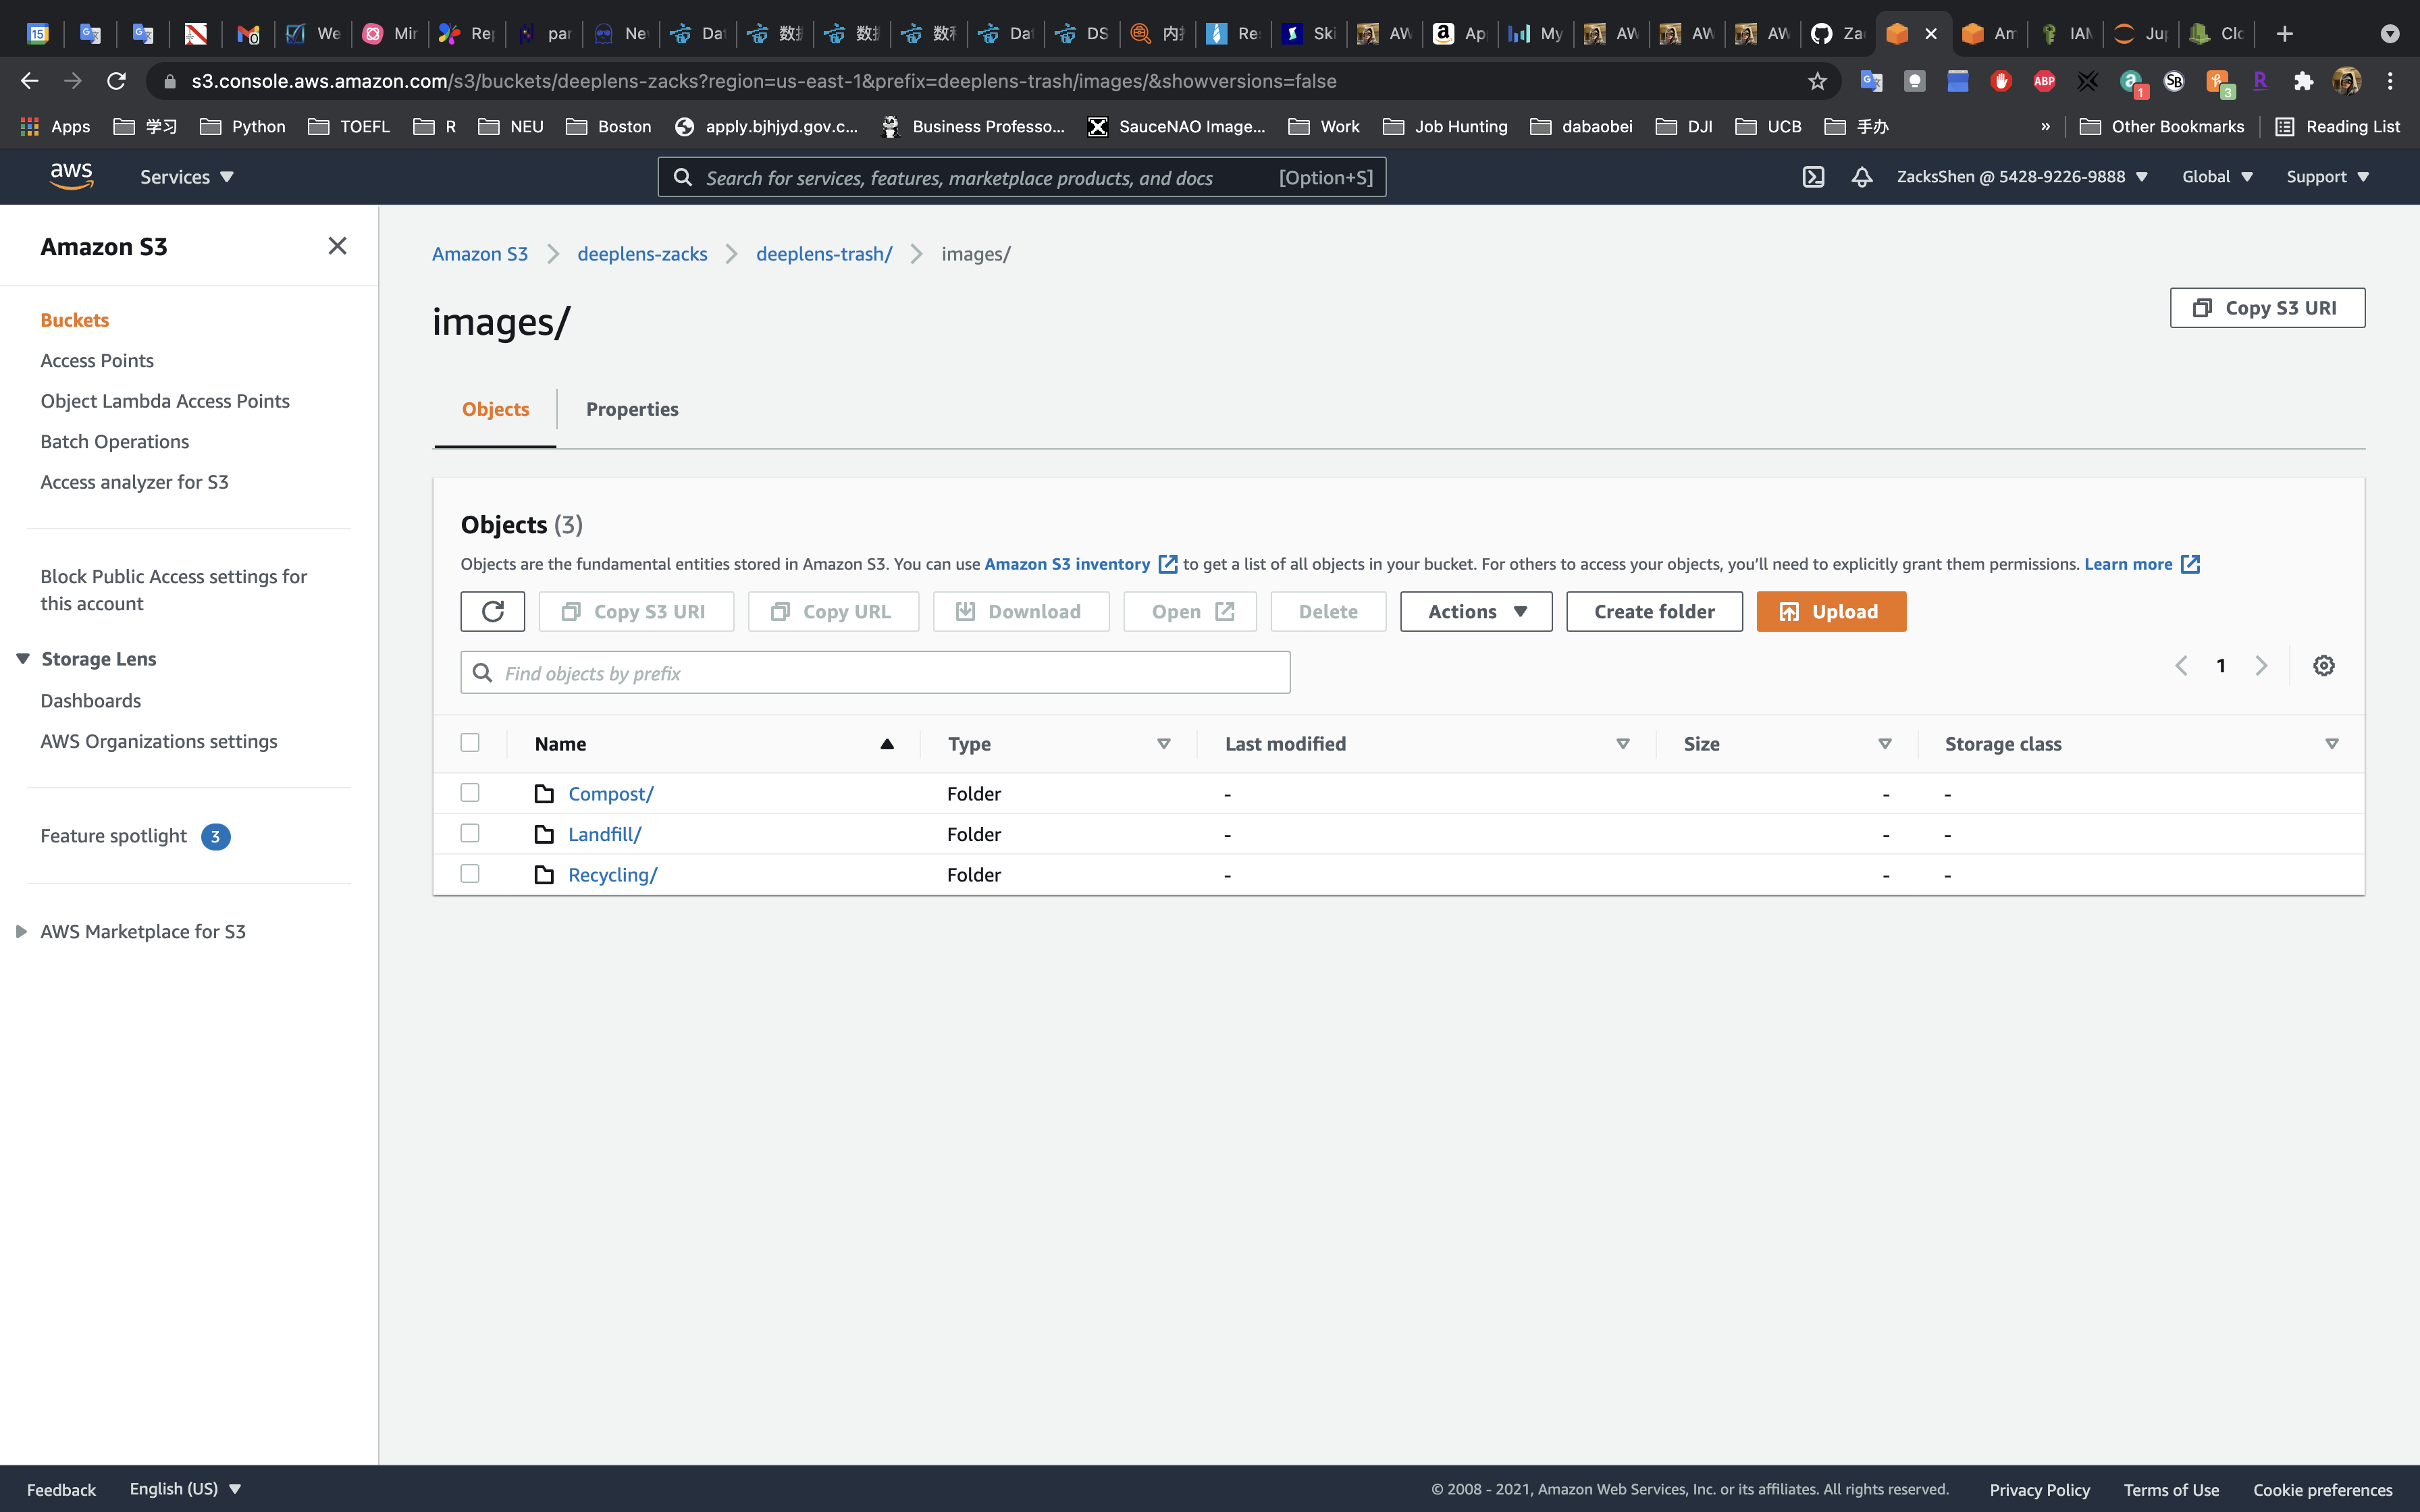 15 We Mir Rep par Ne Da 数 数 数 Da DS 内 Re Ski AW Ap My AW AW AW Za Am IAM Jup Clo
s3.console.aws.amazon.com/s3/buckets/deeplens-zacks?region=us-east-1&prefix=deeplens-trash/images/&showversions=false ABP 1 SB 3 R
Apps 学习 Python TOEFL R NEU Boston apply.bjhjyd.gov.c... Business Professo... SauceNAO Image... Work Job Hunting dabaobei DJI UCB 手办 » Other Bookmarks Reading List
aws Services Search for services, features, marketplace products, and docs [Option+S] ZacksShen @ 5428-9226-9888 Global Support
Amazon S3
Buckets
Access Points
Object Lambda Access Points
Batch Operations
Access analyzer for S3
Block Public Access settings for
this account
Storage Lens
Dashboards
AWS Organizations settings
Feature spotlight 3
AWS Marketplace for S3
Amazon S3 deeplens-zacks deeplens-trash/ images/
images/
Copy S3 URI
Objects Properties
Objects (3)
Objects are the fundamental entities stored in Amazon S3. You can use Amazon S3 inventory to get a list of all objects in your bucket. For others to access your objects, you’ll need to explicitly grant them permissions. Learn more
Copy S3 URI Copy URL Download Open Delete Actions Create folder Upload
Find objects by prefix
1
Name Type Last modified Size Storage class
Compost/ Folder - - -
Landfill/ Folder - - -
Recycling/ Folder - - -
Feedback English (US) © 2008 - 2021, Amazon Web Services, Inc. or its affiliates. All rights reserved. Privacy Policy Terms of Use Cookie preferences